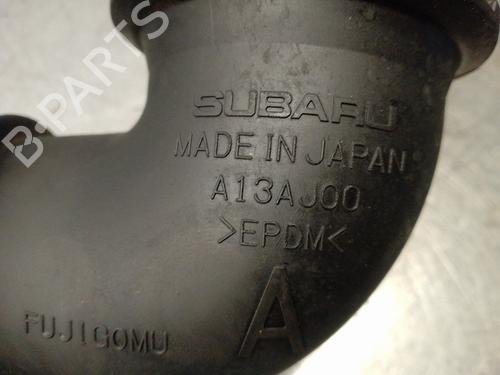 B-PARTS
SUBARU
MADE IN JAPAN
A13AJ00
>EPDM<
A
FUJIGOMU